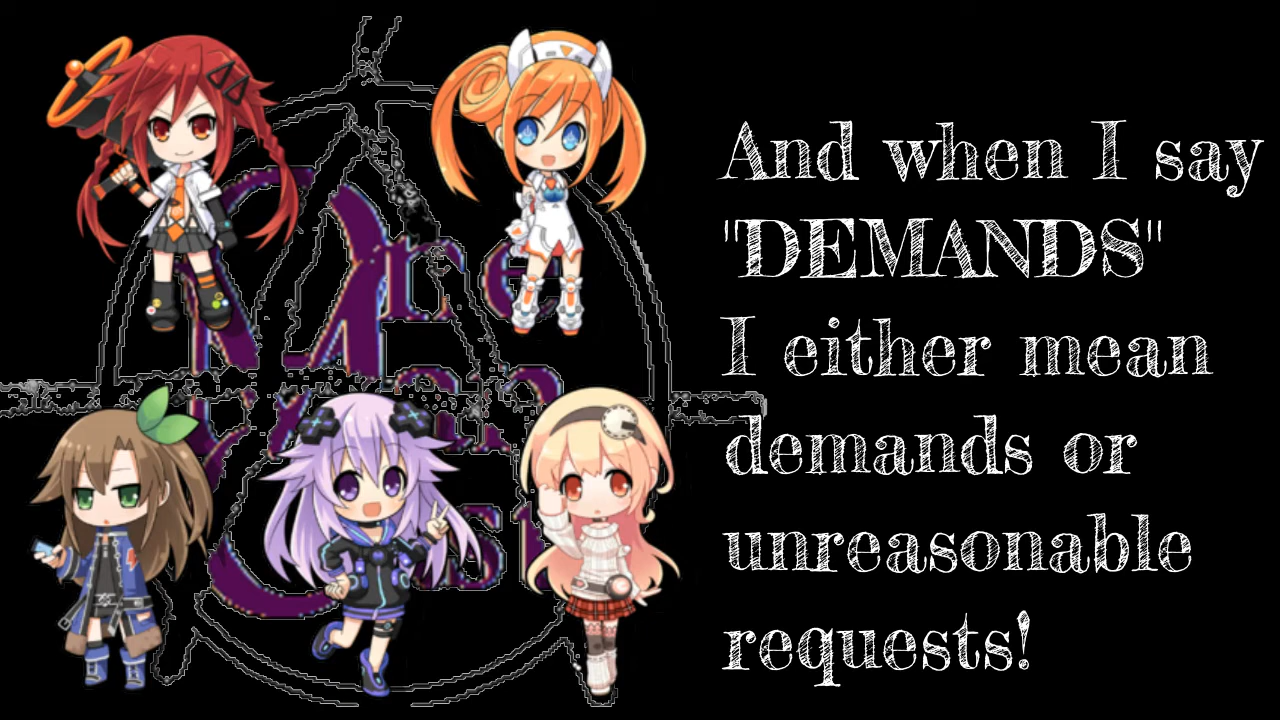 And when I say
"DEMANDS"
I either mean
demands or
unreasonable
requests!